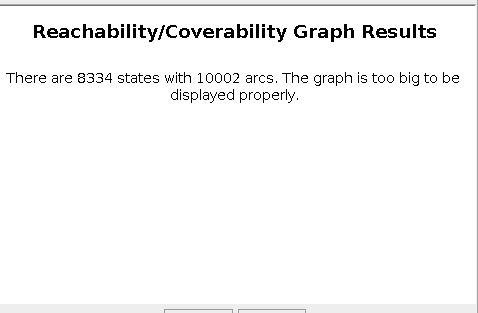 Reachability/Coverability Graph Results
There are 8334 states with 10002 arcs. The graph is too big to be
displayed properly.